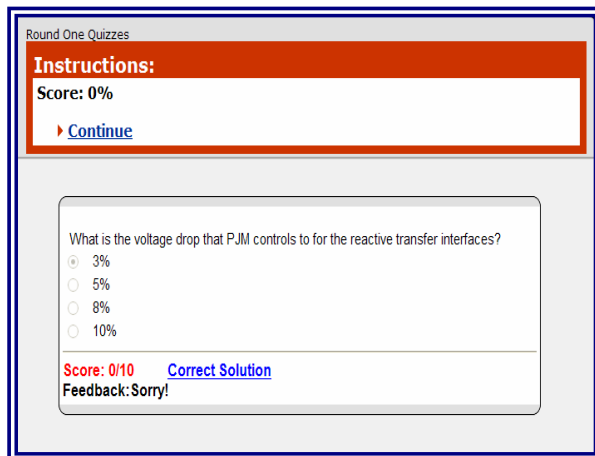 Round One Quizzes
Instructions:
Score: 0%
Continue
What is the voltage drop that PJM controls to for the reactive transfer interfaces?
3%
5%
8%
10%
Score: 0/10 Correct Solution
Feedback:Sorry!